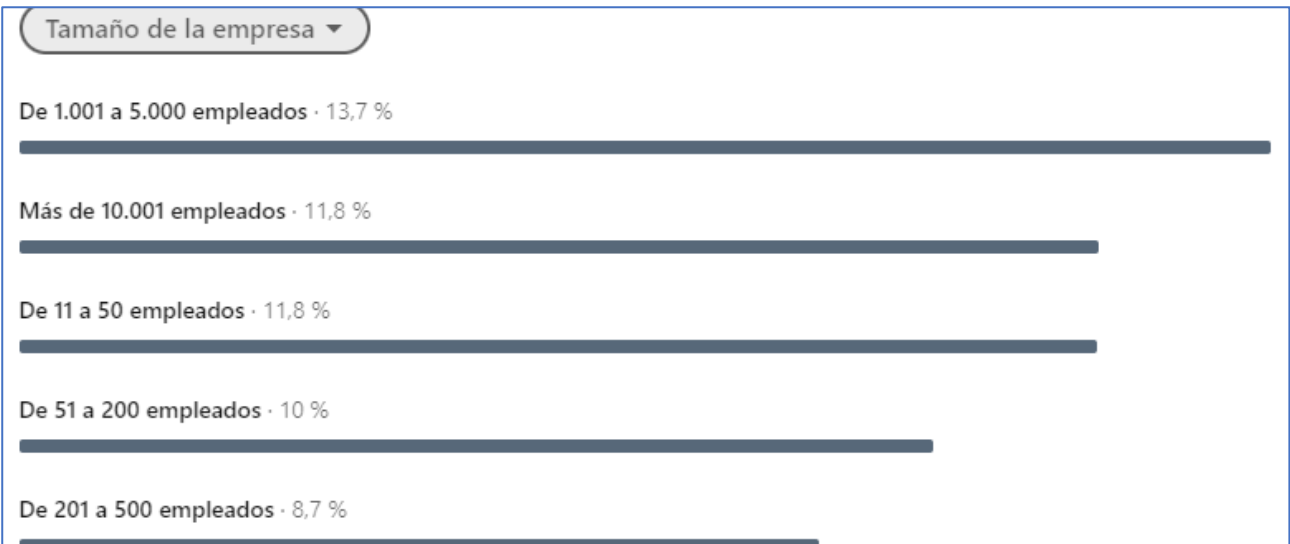 Tamaño de la empresa
De 1.001 a 5.000 empleados · 13,7 %
Más de 10.001 empleados · 11,8 %
De 11 a 50 empleados · 11,8 %
De 51 a 200 empleados · 10 %
De 201 a 500 empleados · 8,7 %